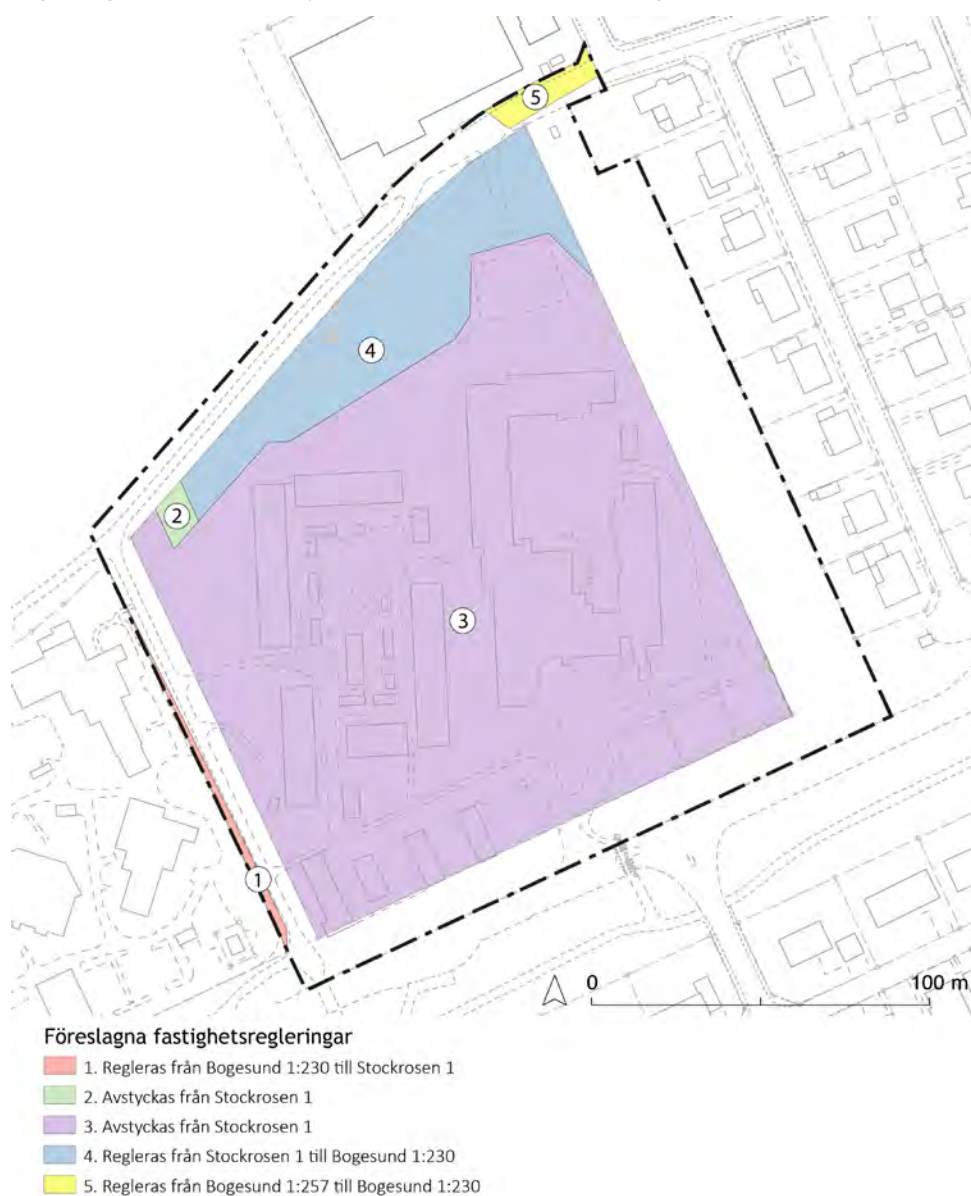 5
4
2
3
1
0 100 m
Föreslagna fastighetsregleringar
1. Regleras från Bogesund 1:230 till Stockrosen 1
2. Avstyckas från Stockrosen 1
3. Avstyckas från Stockrosen 1
4. Regleras från Stockrosen 1 till Bogesund 1:230
5. Regleras från Bogesund 1:257 till Bogesund 1:230